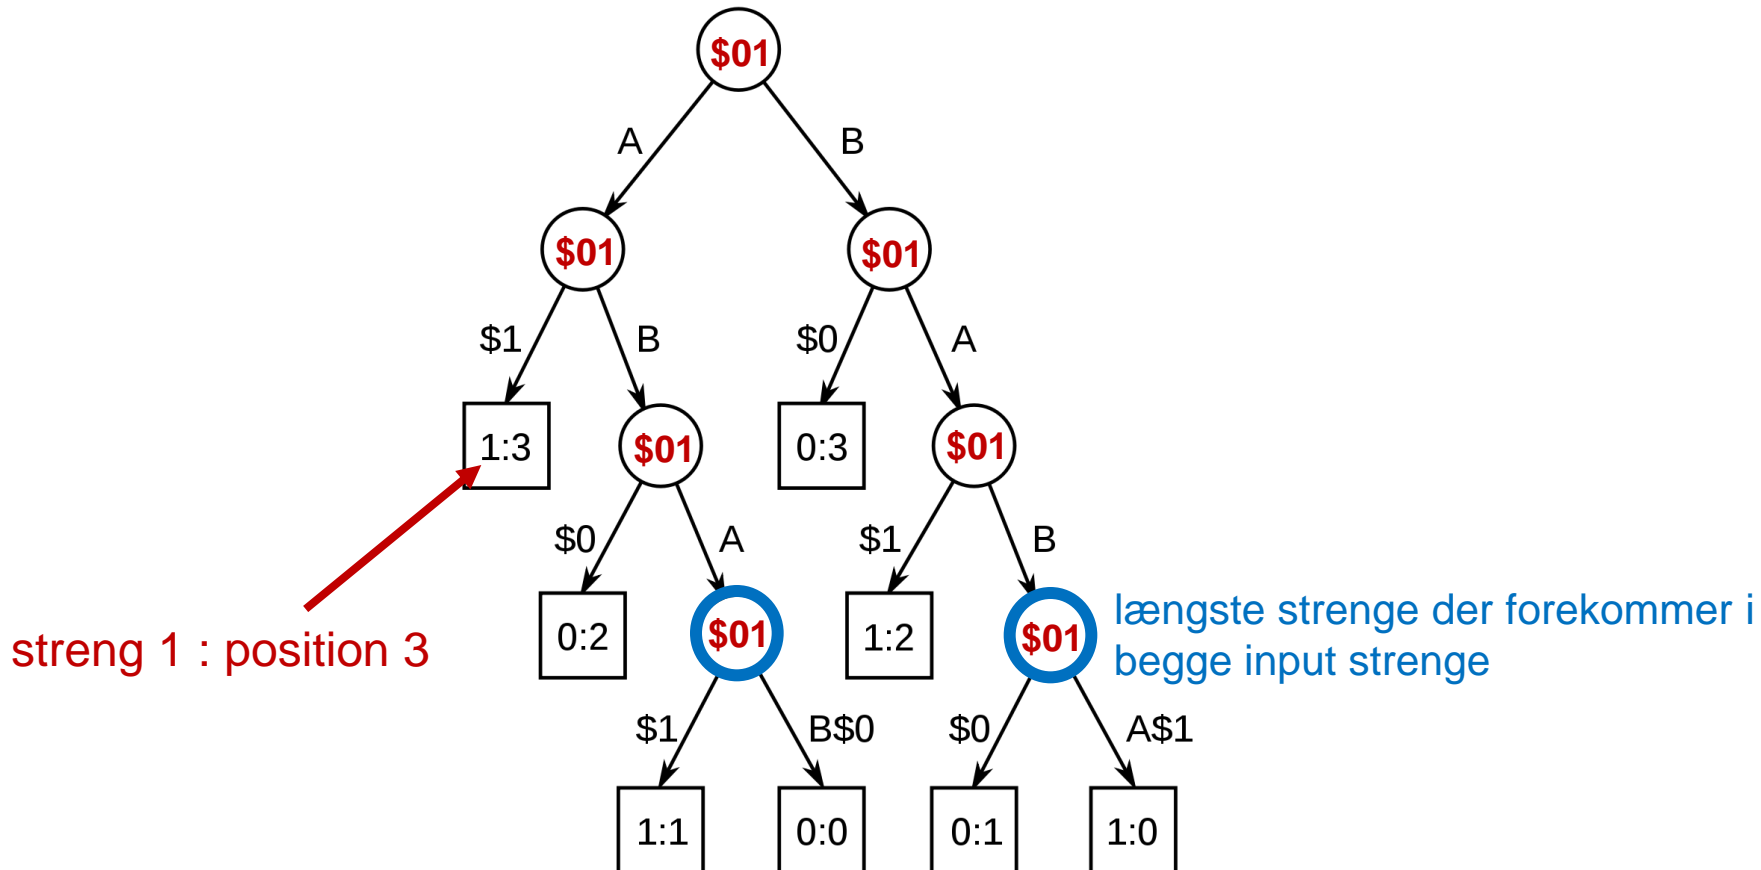 $01
A
B
$01
$01
$1
B
$0
A
1:3
$01
0:3
$01
$0
A
$1
B
streng 1 : position 3
0:2
$01
1:2
$01
længste strenge der forekommer i
begge input strenge
$1
B$0
$0
A$1
1:1
0:0
0:1
1:0